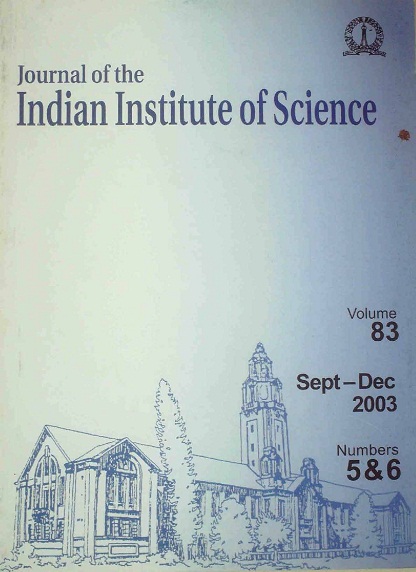 Journal of the
Indian Institute of Science
Volume
83
Sept–Dec
2003
Numbers
5&6